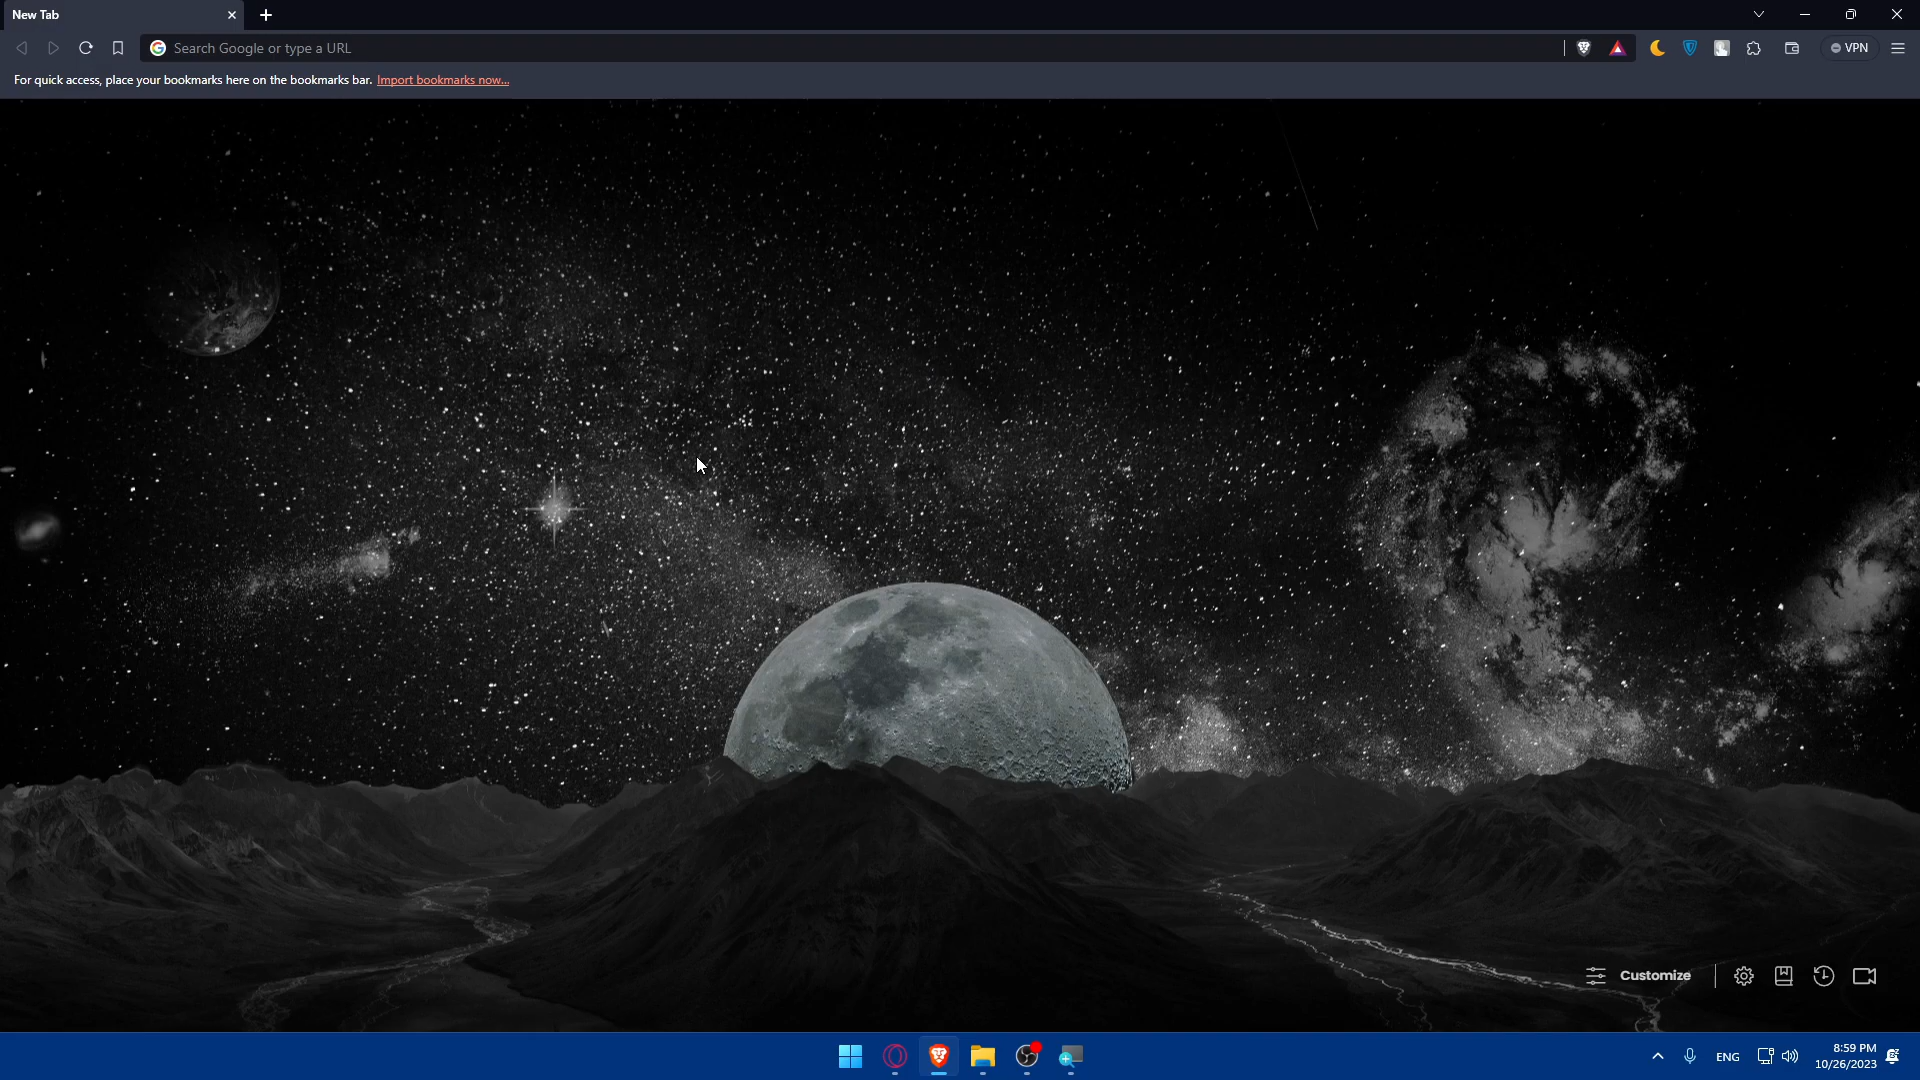 New Tab
Search Google or type a URL
VPN
For quick access, place your bookmarks here on the bookmarks bar. Import bookmarks now...
Customize
ENG
8:59 PM
10/26/2023